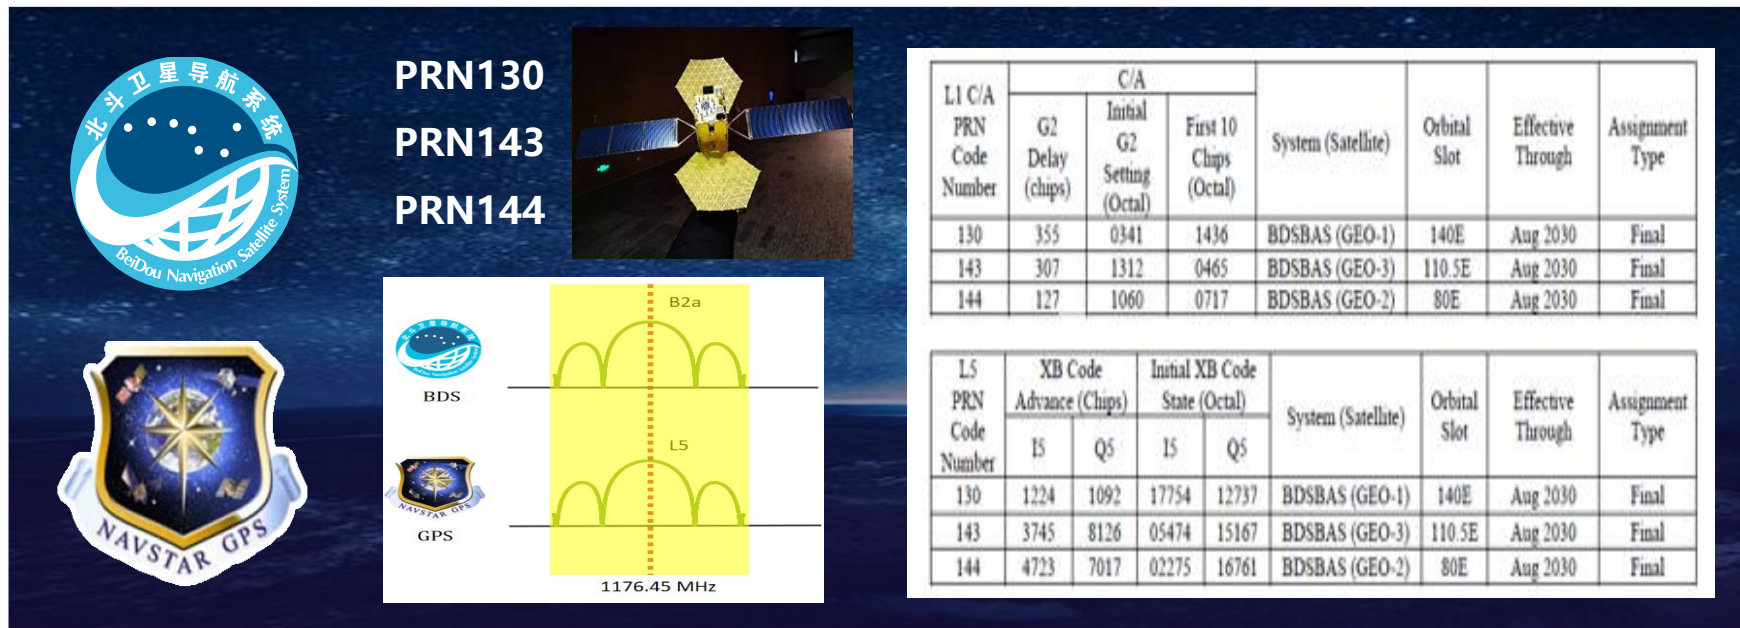 北斗卫星导航系统
BeiDou Navigation Satellite System
NAVSTAR GPS
PRN130
PRN143
PRN144
B2a
BDS
L5
NAVSTAR GPS
GPS
1176.45 MHz
L1 C/A PRN Code Number | C/A | System (Satellite) | Orbital Slot | Effective Through | Assignment Type
G2 Delay (chips) | Initial G2 Setting (Octal) | First 10 Chips (Octal)
130 | 355 | 0341 | 1436 | BDSBAS (GEO-1) | 140E | Aug 2030 | Final
143 | 307 | 1312 | 0465 | BDSBAS (GEO-3) | 110.5E | Aug 2030 | Final
144 | 127 | 1060 | 0717 | BDSBAS (GEO-2) | 80E | Aug 2030 | Final
L5 PRN Code Number | XB Code Advance (Chips) | Initial XB Code State (Octal) | System (Satellite) | Orbital Slot | Effective Through | Assignment Type
I5 | Q5 | I5 | Q5
130 | 1224 | 1092 | 17754 | 12737 | BDSBAS (GEO-1) | 140E | Aug 2030 | Final
143 | 3745 | 8126 | 05474 | 15167 | BDSBAS (GEO-3) | 110.5E | Aug 2030 | Final
144 | 4723 | 7017 | 02275 | 16761 | BDSBAS (GEO-2) | 80E | Aug 2030 | Final